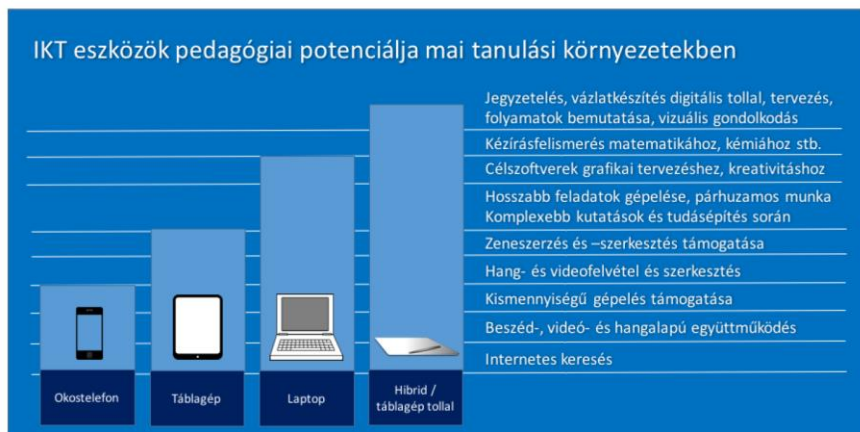 IKT eszközök pedagógiai potenciálja mai tanulási környezetekben
Jegyzetelés, vázlatkészítés digitális tollal, tervezés,
folyamatok bemutatása, vizuális gondolkodás
Kézírásfelismerés matematikához, kémiához stb.
Célszoftverek grafikai tervezéshez, kreativitáshoz
Hosszabb feladatok gépelése, párhuzamos munka
Komplexebb kutatások és tudásépítés során
Zeneszerzés és –szerkesztés támogatása
Hang- és videofelvétel és szerkesztés
Kismennyiségű gépelés támogatása
Beszéd-, videó- és hangalapú együttműködés
Internetes keresés
Okostelefon
Táblagép
Laptop
Hibrid /
táblagép tollal